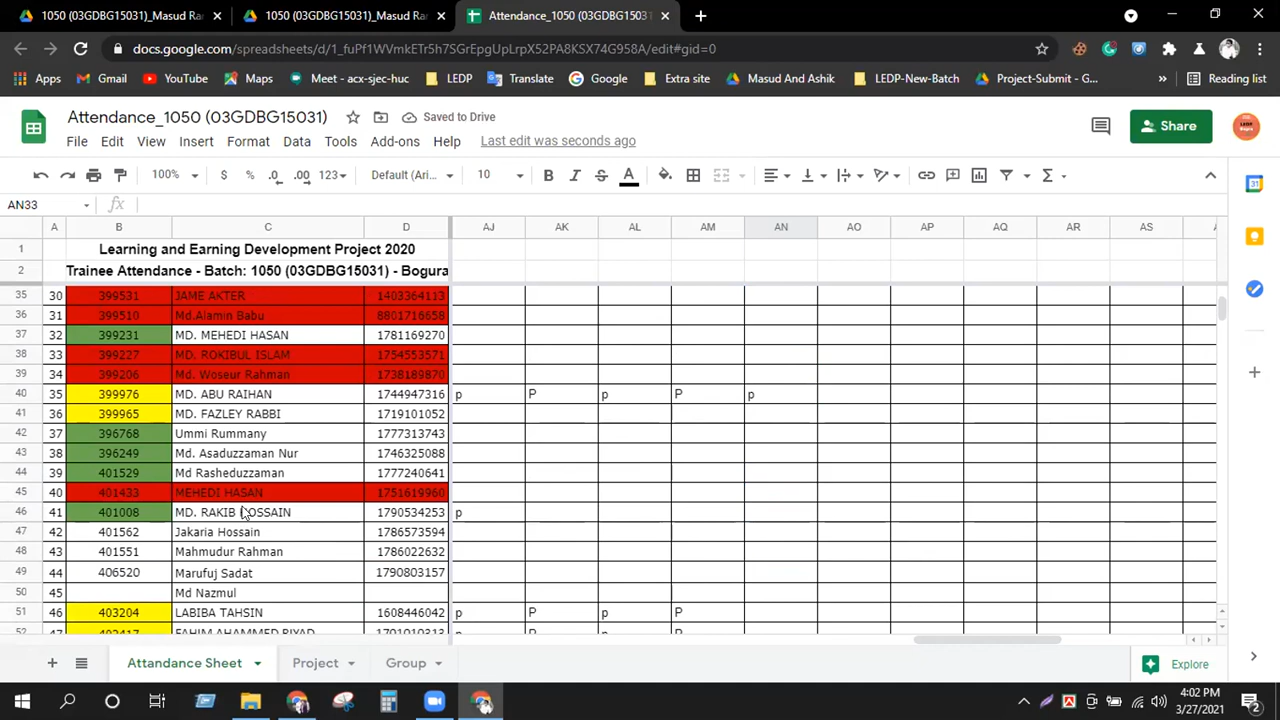 1050 (03GDBG15031)_Masud Ra
1050 (03GDBG15031)_Masud Ra
Attendance_1050 (03GDBG15031
docs.google.com/spreadsheets/d/1_fuPf1WVmkETr5h7SGrEpgUpLrpX52PA8KSX74G958A/edit#gid=0
Apps Gmail YouTube Maps Meet - acx-sjec-huc LEDP Translate Google Extra site Masud And Ashik LEDP-New-Batch Project-Submit - G... » Reading list
Attendance_1050 (03GDBG15031) Saved to Drive
Share
File Edit View Insert Format Data Tools Add-ons Help Last edit was seconds ago
100% $ % .0 .00 123 Default (Ari... 10 B I S A
AN33 fx
A B C D AJ AK AL AM AN AO AP AQ AR AS
1 Learning and Earning Development Project 2020
2 Trainee Attendance - Batch: 1050 (03GDBG15031) - Bogura
35 30 399531 JAME AKTER 1403364113
36 31 399510 Md.Alamin Babu 8801716658
37 32 399231 MD. MEHEDI HASAN 1781169270
38 33 399227 MD. ROKIBUL ISLAM 1754553571
39 34 399206 Md. Woseur Rahman 1738189870
40 35 399976 MD. ABU RAIHAN 1744947316 p P p P p
41 36 399965 MD. FAZLEY RABBI 1719101052
42 37 396768 Ummi Rummany 1777313743
43 38 396249 Md. Asaduzzaman Nur 1746325088
44 39 401529 Md Rasheduzzaman 1777240641
45 40 401433 MEHEDI HASAN 1751619960
46 41 401008 MD. RAKIB HOSSAIN 1790534253 p
47 42 401562 Jakaria Hossain 1786573594
48 43 401551 Mahmudur Rahman 1786022632
49 44 406520 Marufuj Sadat 1790803157
50 45 Md Nazmul
51 46 403204 LABIBA TAHSIN 1608446042 p P p P
52
Attandance Sheet Project Group Explore
4:02 PM
3/27/2021
2